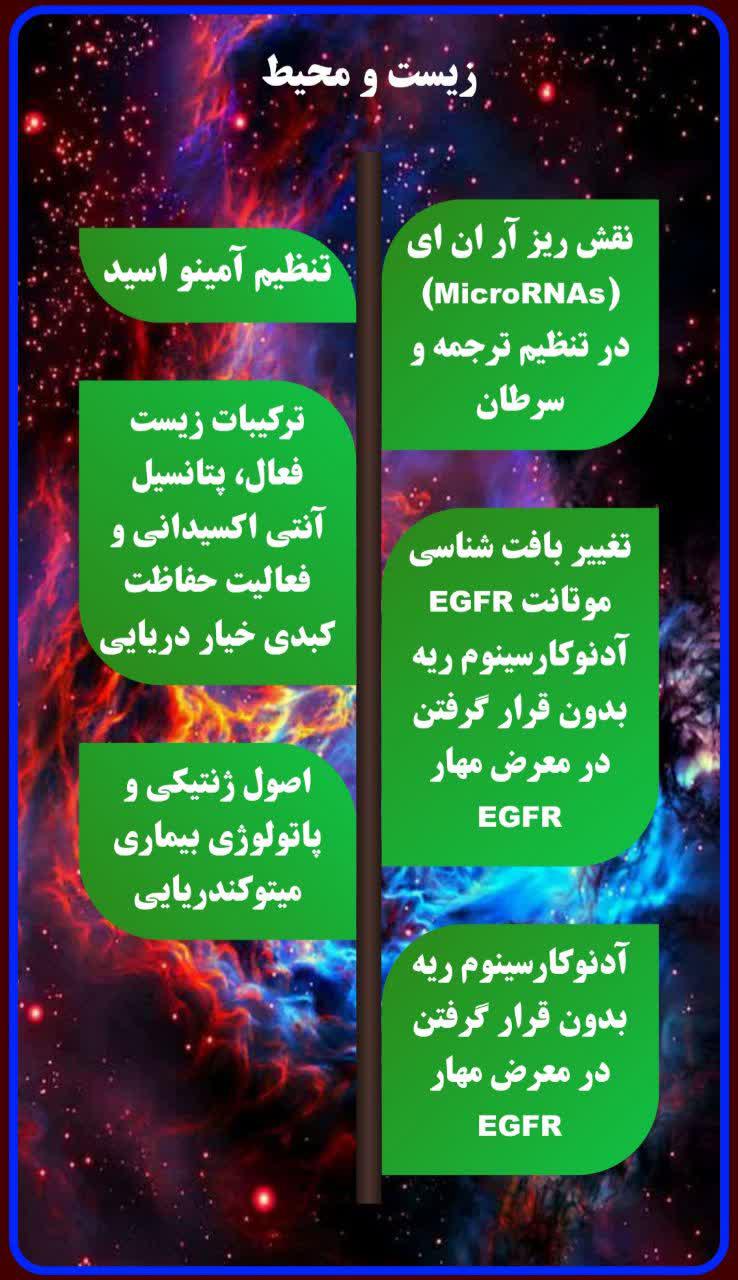 زیست و محیط
نقش ریز آر ان ای
(MicroRNAs)
در تنظیم ترجمه و
سرطان
تنظیم آمینو اسید
ترکیبات زیست
فعال، پتانسیل
آنتی اکسیدانی و
فعالیت حفاظت
کبدی خیار دریایی
تغییر بافت شناسی
موتانت EGFR
آدنوکارسینوم ریه
بدون قرار گرفتن
در معرض مهار
EGFR
اصول ژنتیکی و
پاتولوژی بیماری
میتوکندریایی
آدنوکارسینوم ریه
بدون قرار گرفتن
در معرض مهار
EGFR